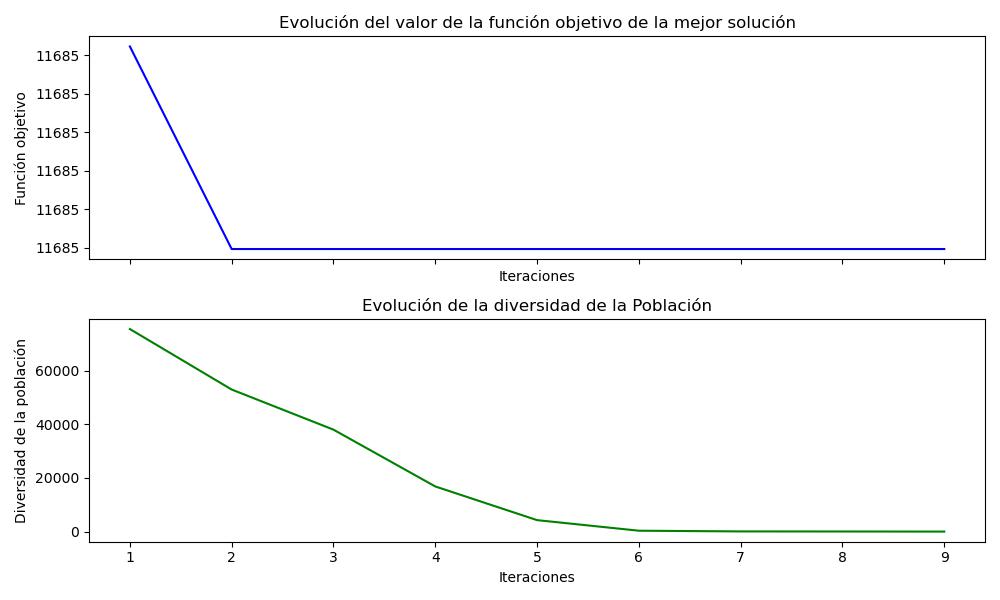 Evolución del valor de la función objetivo de la mejor solución
Función objetivo
11685
11685
11685
11685
11685
11685
Iteraciones
Evolución de la diversidad de la Población
Diversidad de la población
60000
40000
20000
0
1 2 3 4 5 6 7 8 9
Iteraciones